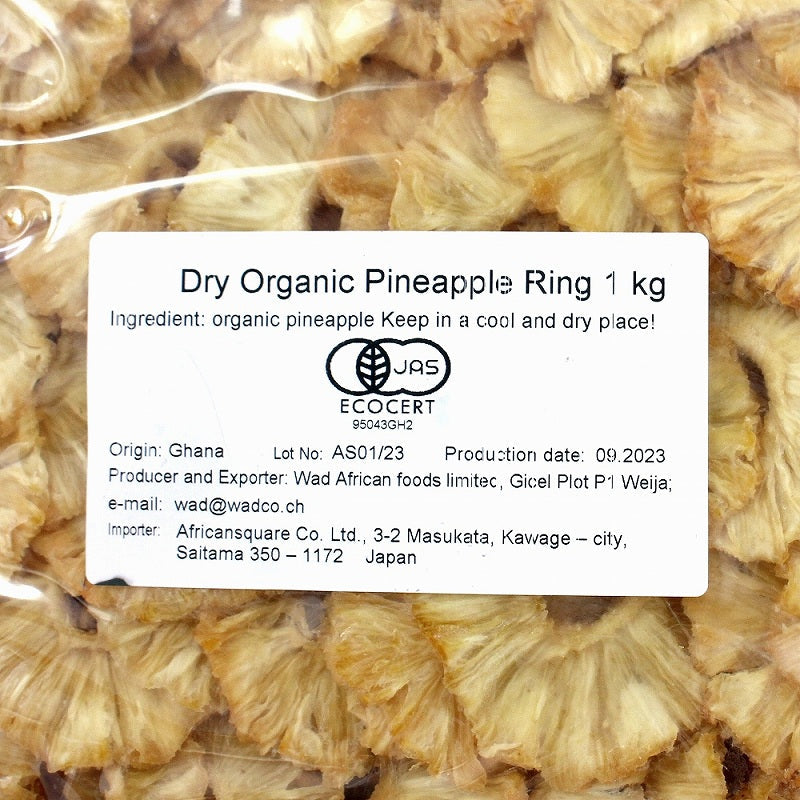 Dry Organic Pineapple Ring 1 kg
Ingredient: organic pineapple Keep in a cool and dry place!
JAS
ECOCERT
95043GH2
Origin: Ghana Lot No: AS01/23 Production date: 09.2023
Producer and Exporter: Wad African foods limitec, Gicel Plot P1 Weija;
e-mail: wad@wadco.ch
Importer: Africansquare Co. Ltd., 3-2 Masukata, Kawage – city,
Saitama 350 – 1172 Japan